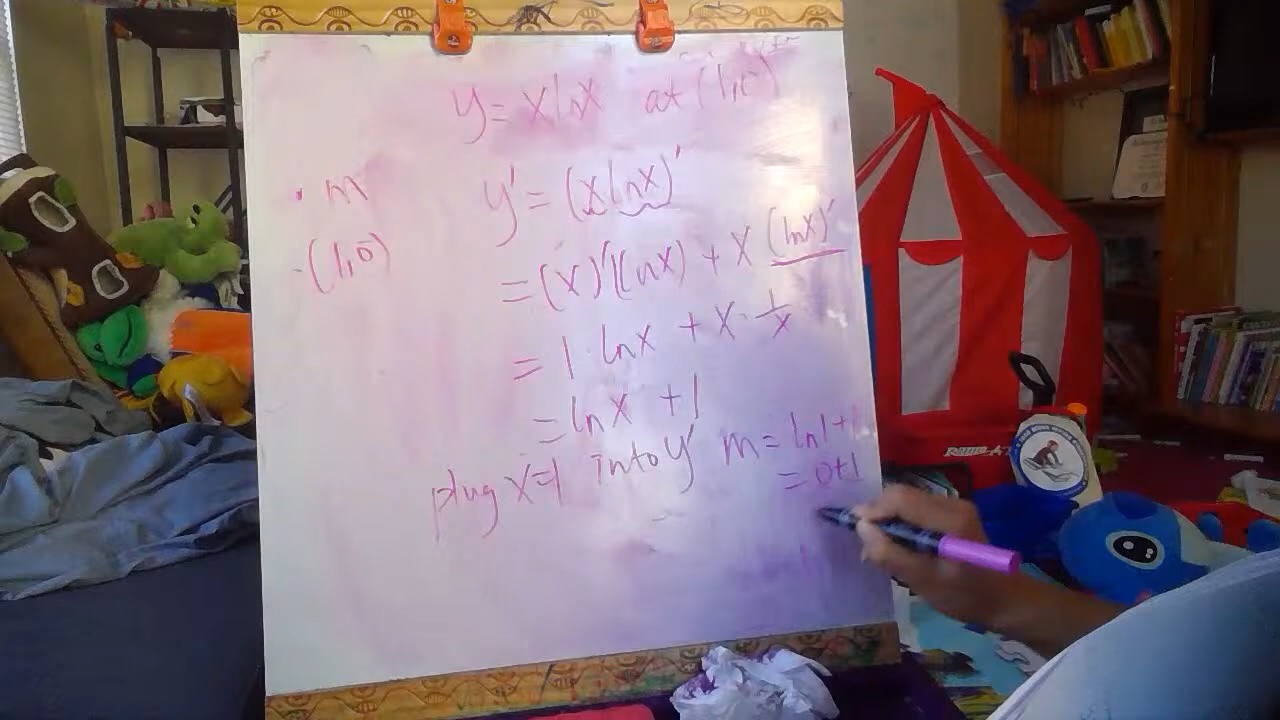 y = x ln x at (1,0)
• m
y' = (x ln x)'
• (1,0)
= (x)'(ln x) + x (ln x)'
= 1 · ln x + x · 1/x
= ln x + 1
plug x=1 into y' m = ln 1 + 1
= 0+1